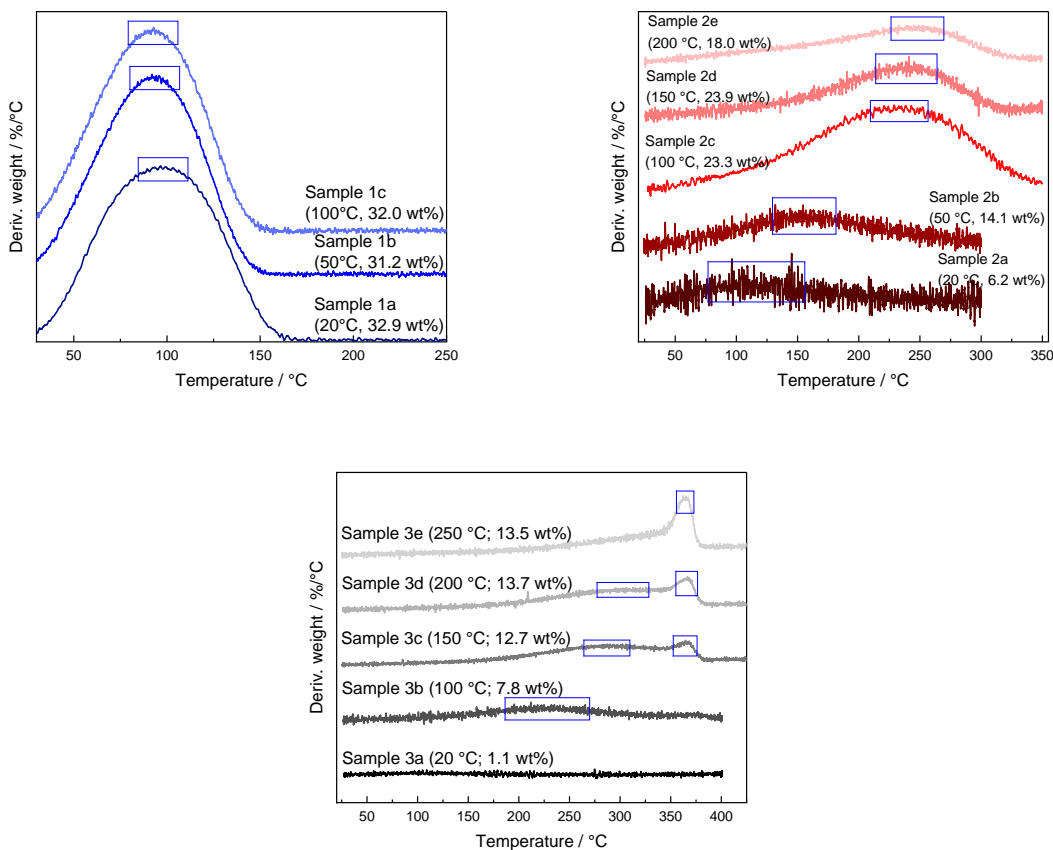 Deriv. weight / %/°C
Sample 1c
(100°C, 32.0 wt%)
Sample 1b
(50°C, 31.2 wt%)
Sample 1a
(20°C, 32.9 wt%)
50 100 150 200 250
Temperature / °C
Deriv. weight / %/°C
Sample 2e
(200 °C, 18.0 wt%)
Sample 2d
(150 °C, 23.9 wt%)
Sample 2c
(100 °C, 23.3 wt%)
Sample 2b
(50 °C, 14.1 wt%)
Sample 2a
(20 °C, 6.2 wt%)
50 100 150 200 250 300 350
Temperature / °C
Deriv. weight / %/°C
Sample 3e (250 °C; 13.5 wt%)
Sample 3d (200 °C; 13.7 wt%)
Sample 3c (150 °C; 12.7 wt%)
Sample 3b (100 °C; 7.8 wt%)
Sample 3a (20 °C; 1.1 wt%)
50 100 150 200 250 300 350 400
Temperature / °C